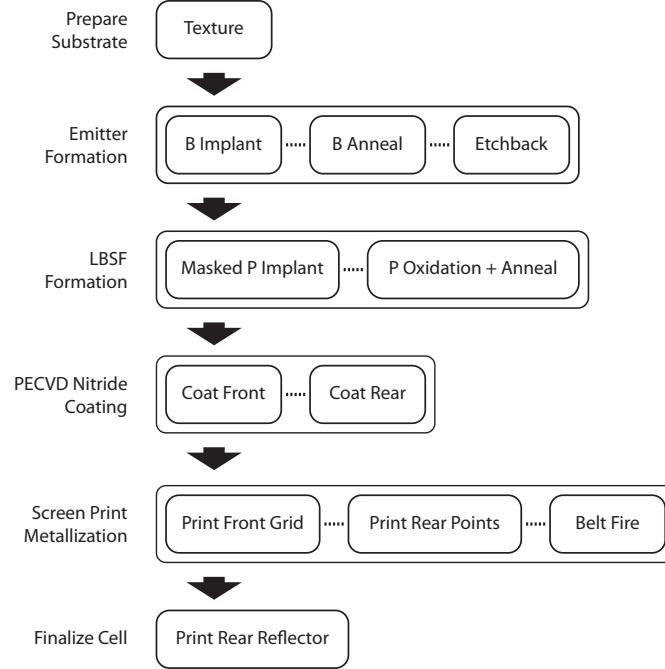 Prepare
Substrate
Texture
Emitter
Formation
B Implant
B Anneal
Etchback
LBSF
Formation
Masked P Implant
P Oxidation + Anneal
PECVD Nitride
Coating
Coat Front
Coat Rear
Screen Print
Metallization
Print Front Grid
Print Rear Points
Belt Fire
Finalize Cell
Print Rear Reflector